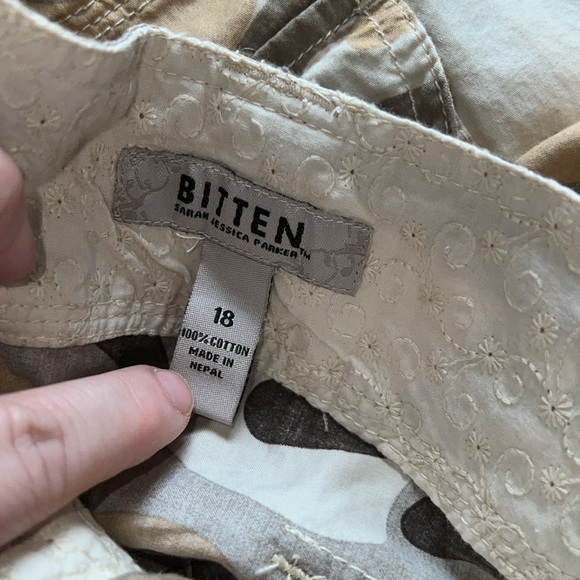 BITTEN
SARAH JESSICA PARKER™
18
100% COTTON
MADE IN
NEPAL